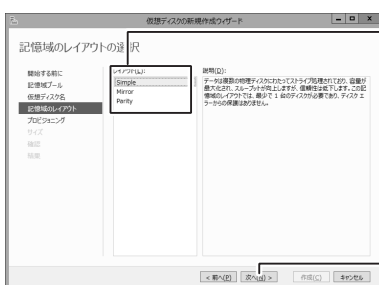 仮想ディスクの新規作成ウィザード
記憶域のレイアウトの選択
開始する前に
記憶域プール
仮想ディスク名
記憶域のレイアウト
プロビジョニング
サイズ
確認
結果
レイアウト(L):
Simple
Mirror
Parity
説明(D):
データは複数の物理ディスクにわたってストライプ処理されており、容量が
最大化され、スループットが向上しますが、信頼性は低下します。この記
憶域のレイアウトでは、最少で 1 台のディスクが必要であり、ディスク エ
ラーからの保護はありません。
< 前へ(P)
次へ(N) >
作成(C)
キャンセル